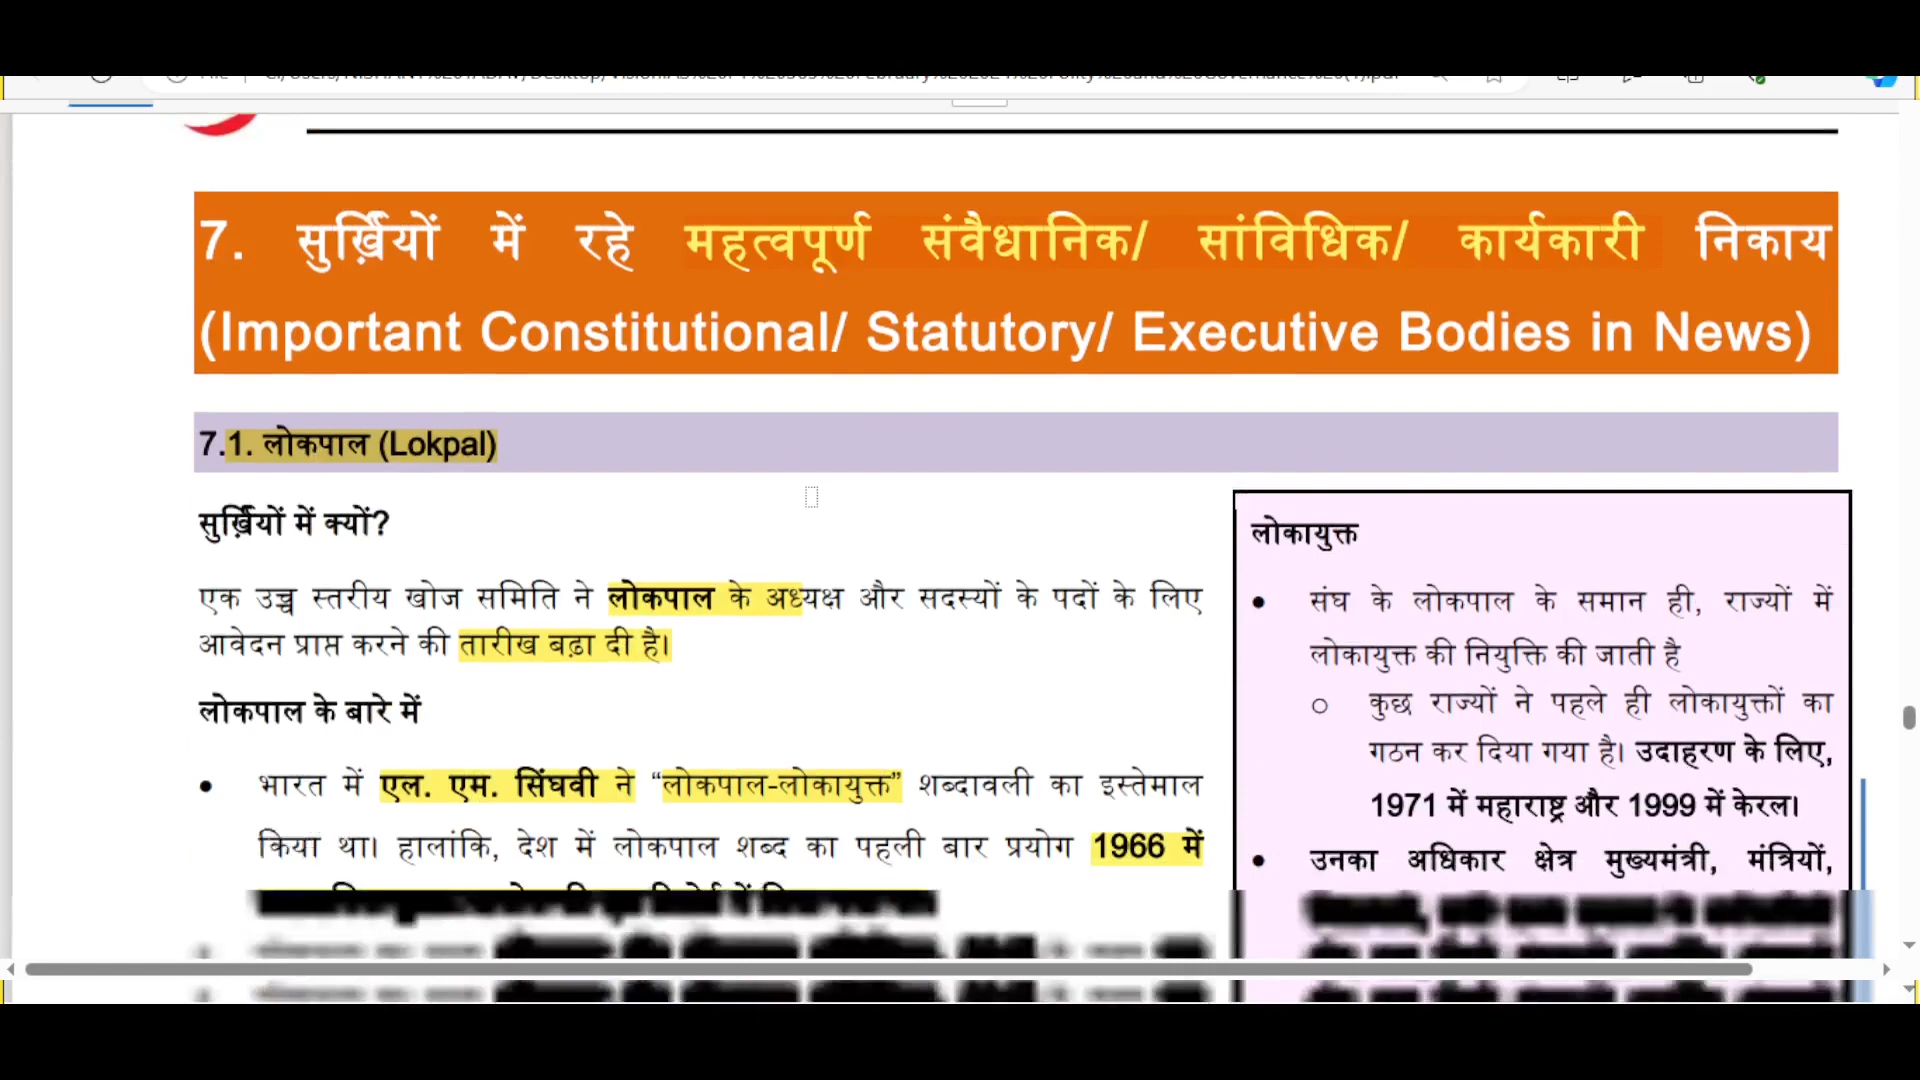 7. सुर्ख़ियों में रहे महत्वपूर्ण संवैधानिक/ सांविधिक/ कार्यकारी निकाय
(Important Constitutional/ Statutory/ Executive Bodies in News)
7.1. लोकपाल (Lokpal)
सुर्ख़ियों में क्यों?
एक उच्च स्तरीय खोज समिति ने लोकपाल के अध्यक्ष और सदस्यों के पदों के लिए
आवेदन प्राप्त करने की तारीख बढ़ा दी है।
लोकपाल के बारे में
• भारत में एल. एम. सिंघवी ने “लोकपाल-लोकायुक्त” शब्दावली का इस्तेमाल
किया था। हालांकि, देश में लोकपाल शब्द का पहली बार प्रयोग 1966 में
लोकायुक्त
• संघ के लोकपाल के समान ही, राज्यों में
लोकायुक्त की नियुक्ति की जाती है
○ कुछ राज्यों ने पहले ही लोकायुक्तों का
गठन कर दिया गया है। उदाहरण के लिए,
1971 में महाराष्ट्र और 1999 में केरल।
• उनका अधिकार क्षेत्र मुख्यमंत्री, मंत्रियों,